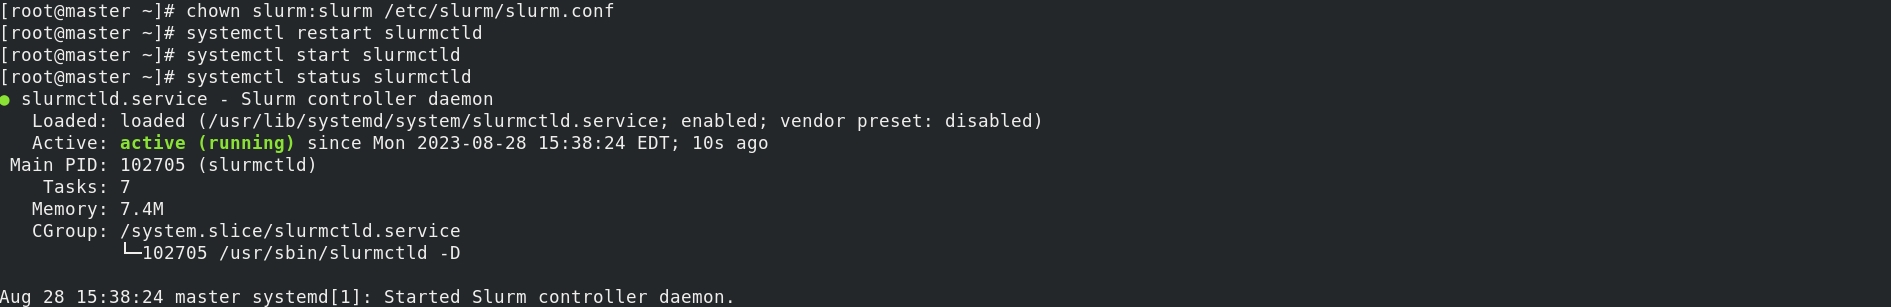 [root@master ~]# chown slurm:slurm /etc/slurm/slurm.conf
[root@master ~]# systemctl restart slurmctld
[root@master ~]# systemctl start slurmctld
[root@master ~]# systemctl status slurmctld
● slurmctld.service - Slurm controller daemon
   Loaded: loaded (/usr/lib/systemd/system/slurmctld.service; enabled; vendor preset: disabled)
   Active: active (running) since Mon 2023-08-28 15:38:24 EDT; 10s ago
 Main PID: 102705 (slurmctld)
    Tasks: 7
   Memory: 7.4M
   CGroup: /system.slice/slurmctld.service
           └─102705 /usr/sbin/slurmctld -D
Aug 28 15:38:24 master systemd[1]: Started Slurm controller daemon.